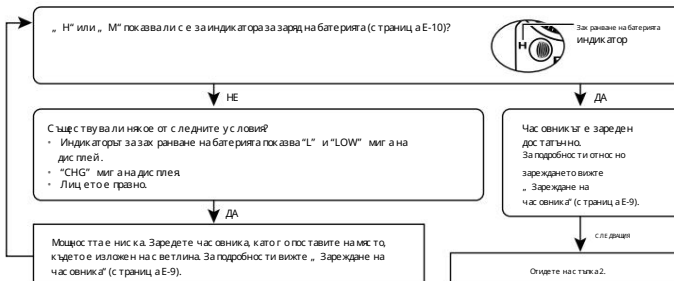 „ H“ или „ M“ показва ли се за индикатора за заряд на батерията (страница E-10)?
Захранване на батерията
индикатор
H
НЕ
ДА
Съществува ли някое от следните условия?
• Индикаторът за захранване на батерията показва “L” и “LOW” мига на
дисплей.
• “CHG” мига на дисплея.
• Лицето е празно.
Часовникът е зареден
достатъчно.
За подробности относно
зареждането вижте
„ Зареждане на
часовника“ (страница E-9).
ДА
СЛЕДВАЩИЯ
Мощността е ниска. Заредете часовника, като го поставите на място,
където е изложен на светлина. За подробности вижте „ Зареждане на
часовника“ (страница E-9).
Отидете на стъпка 2.